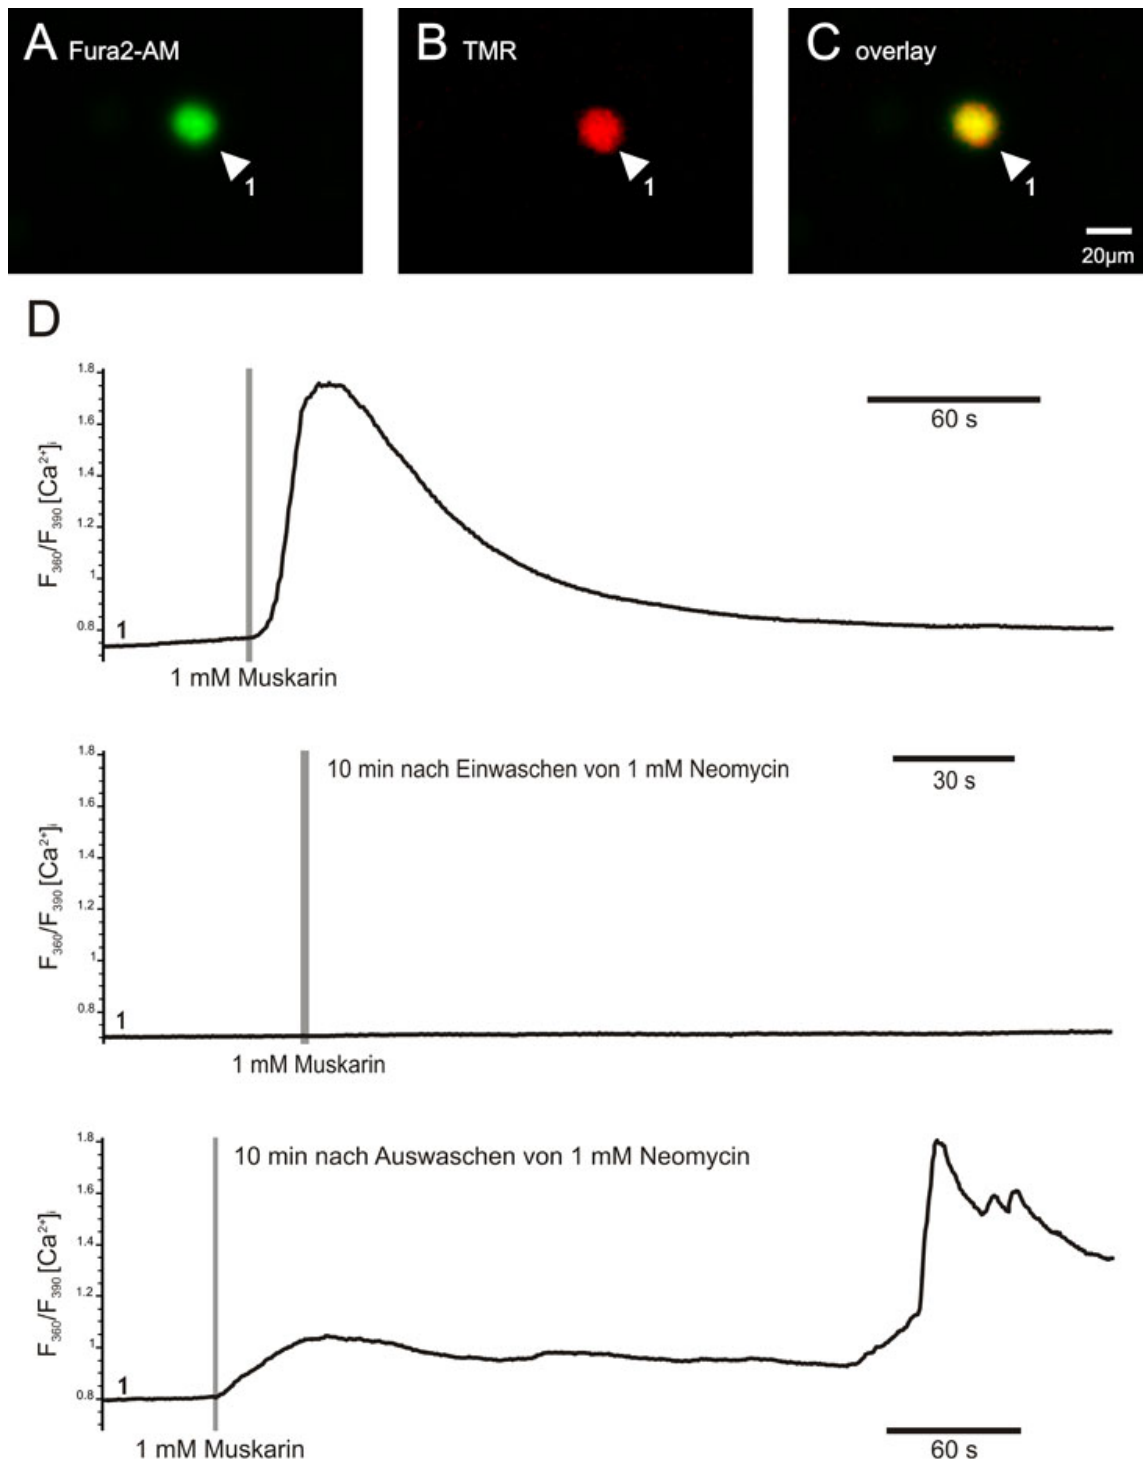 A Fura2-AM
1
B TMR
1
C overlay
1
20µm
D
F360/F390 [Ca2+]i
1.8
1.6
1.4
1.2
1
0.8
1
60 s
1 mM Muskarin
F360/F390 [Ca2+]i
1.8
1.6
1.4
1.2
1
0.8
1
10 min nach Einwaschen von 1 mM Neomycin
30 s
1 mM Muskarin
F360/F390 [Ca2+]i
1.8
1.6
1.4
1.2
1
0.8
1
10 min nach Auswaschen von 1 mM Neomycin
1 mM Muskarin
60 s